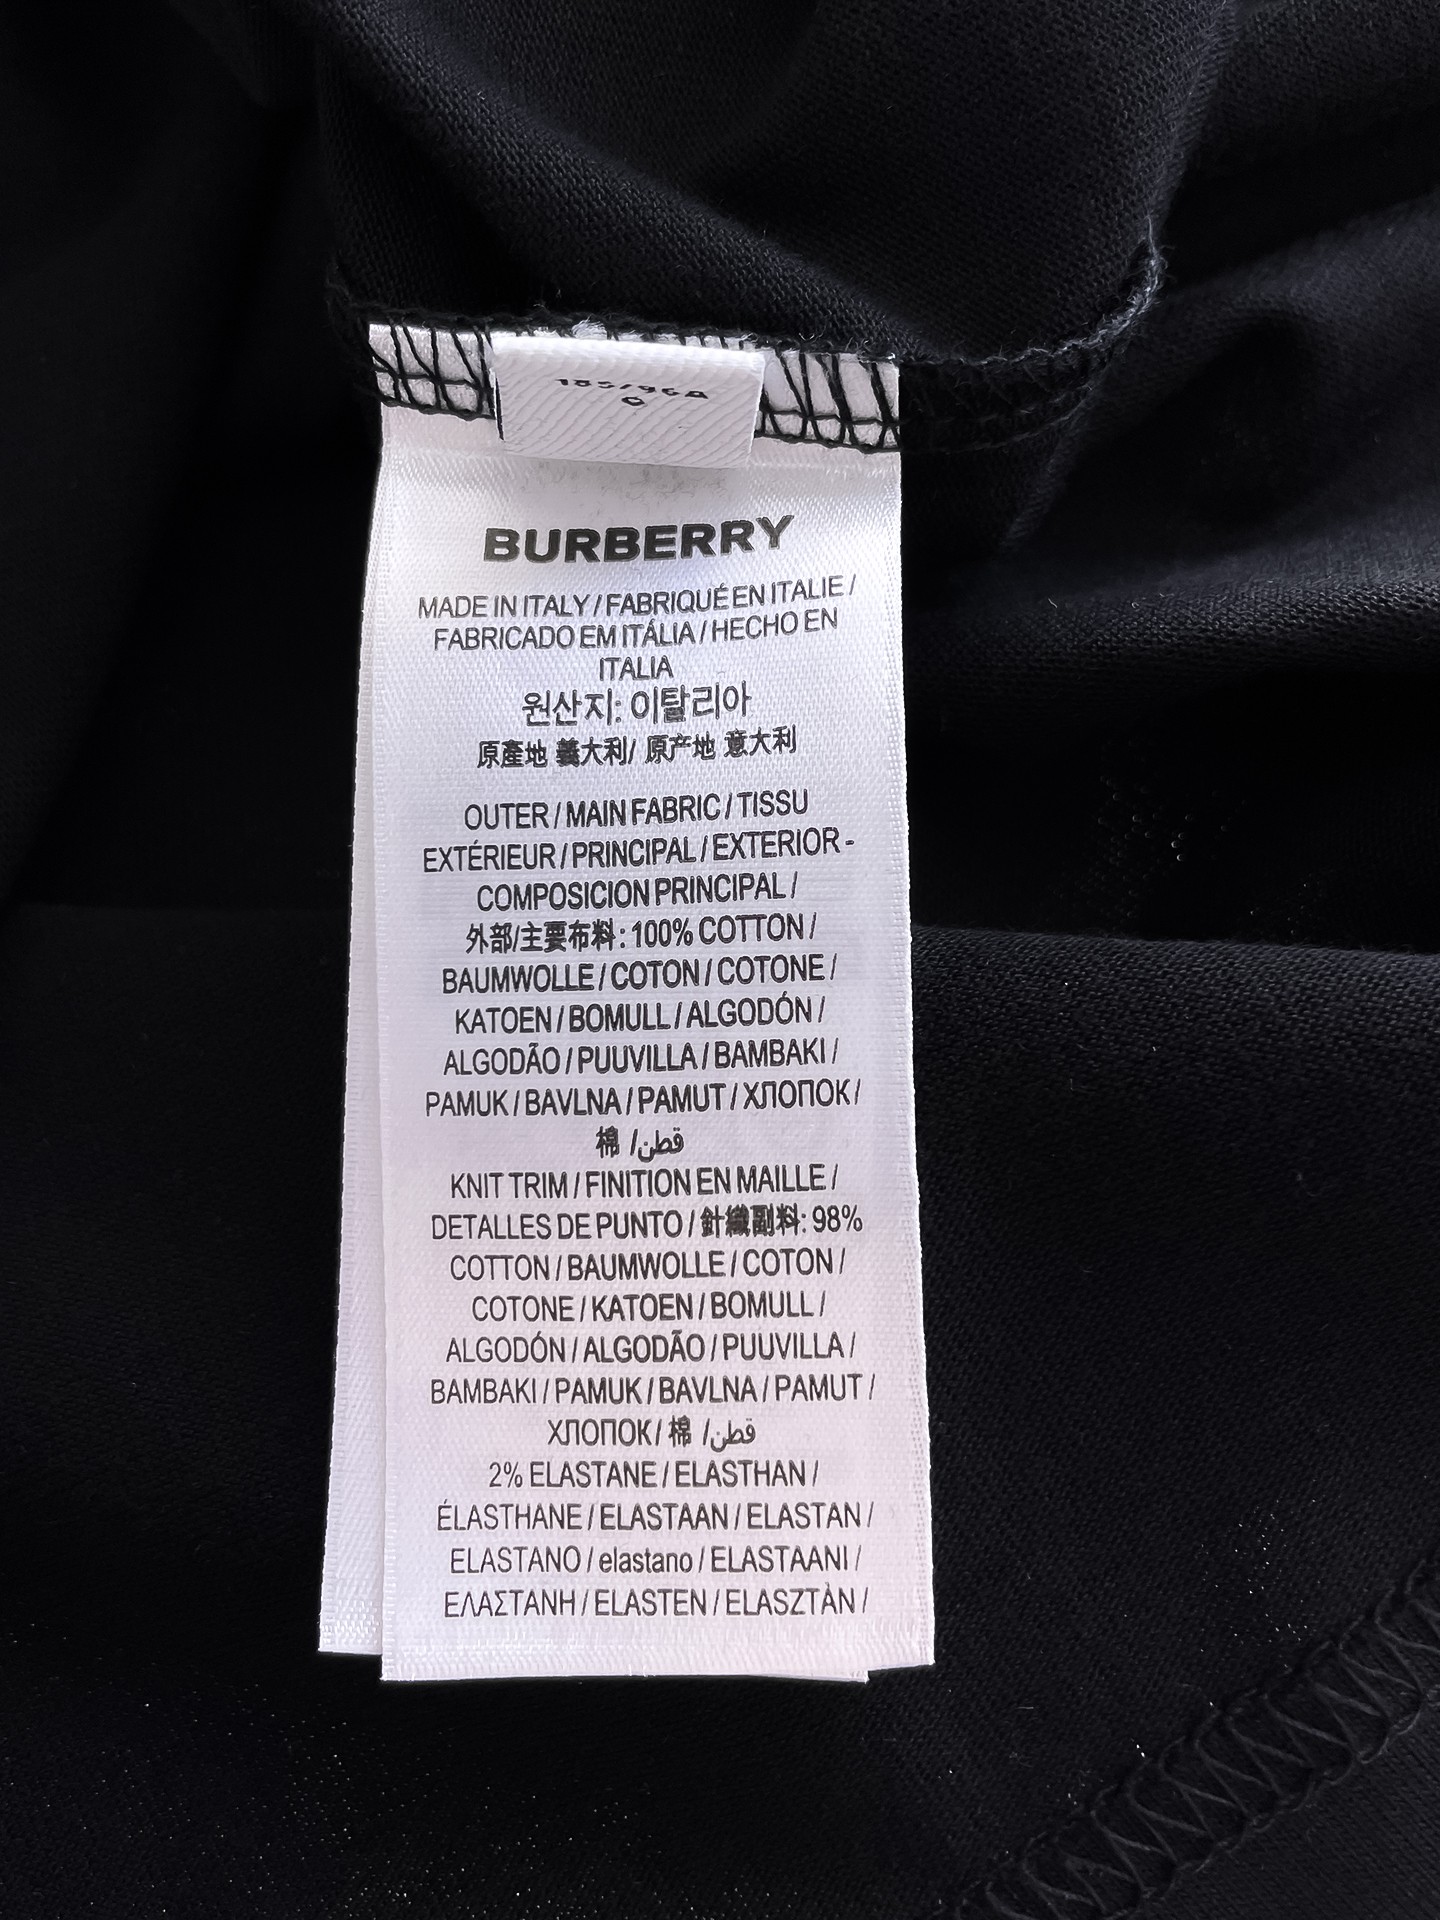 185/96A
BURBERRY
MADE IN ITALY / FABRIQUÉ EN ITALIE /
FABRICADO EM ITÁLIA / HECHO EN
ITALIA
원산지: 이탈리아
原產地 義大利/ 原产地 意大利
OUTER / MAIN FABRIC / TISSU
EXTÉRIEUR / PRINCIPAL / EXTERIOR -
COMPOSICION PRINCIPAL /
外部/主要布料: 100% COTTON /
BAUMWOLLE / COTON / COTONE /
KATOEN / BOMULL / ALGODÓN /
ALGODÃO / PUUVILLA / BAMBAKI /
PAMUK / BAVLNA / PAMUT / ХЛОПОК /
棉 /قطن
KNIT TRIM / FINITION EN MAILLE /
DETALLES DE PUNTO / 針織副料: 98%
COTTON / BAUMWOLLE / COTON /
COTONE / KATOEN / BOMULL /
ALGODÓN / ALGODÃO / PUUVILLA /
BAMBAKI / PAMUK / BAVLNA / PAMUT /
ХЛОПОК / 棉 /قطن
2% ELASTANE / ELASTHAN /
ÉLASTHANE / ELASTAAN / ELASTAN /
ELASTANO / elastano / ELASTAANI /
ΕΛΑΣΤΑΝΗ / ELASTEN / ELASZTÀN /